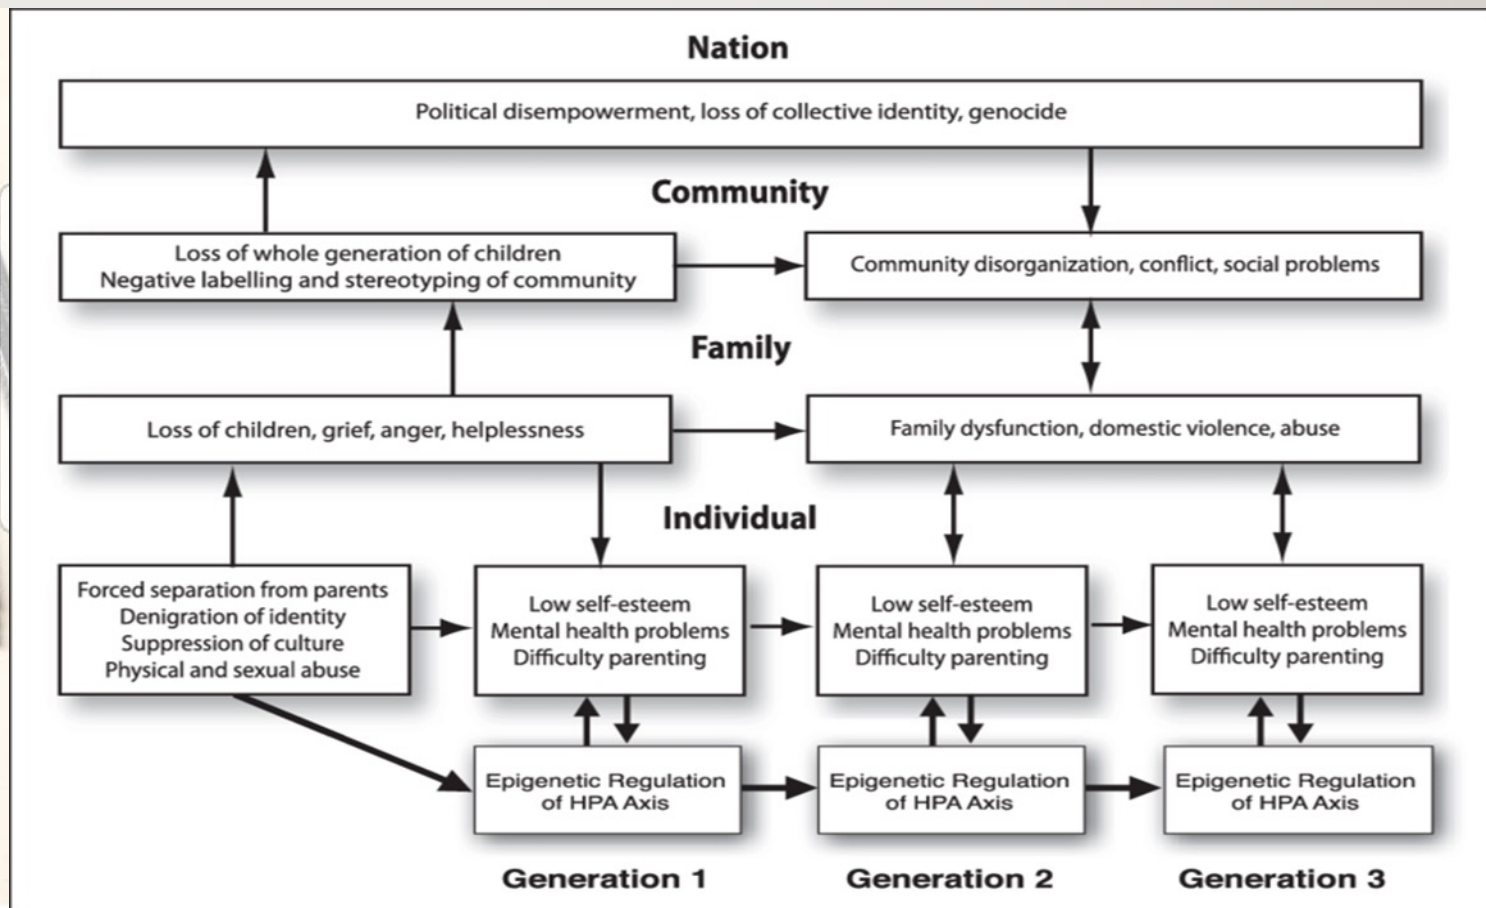 Nation
Political disempowerment, loss of collective identity, genocide
Community
Loss of whole generation of children
Negative labelling and stereotyping of community
Community disorganization, conflict, social problems
Family
Loss of children, grief, anger, helplessness
Family dysfunction, domestic violence, abuse
Individual
Forced separation from parents
Denigration of identity
Suppression of culture
Physical and sexual abuse
Low self-esteem
Mental health problems
Difficulty parenting
Low self-esteem
Mental health problems
Difficulty parenting
Low self-esteem
Mental health problems
Difficulty parenting
Epigenetic Regulation
of HPA Axis
Epigenetic Regulation
of HPA Axis
Epigenetic Regulation
of HPA Axis
Generation 1
Generation 2
Generation 3